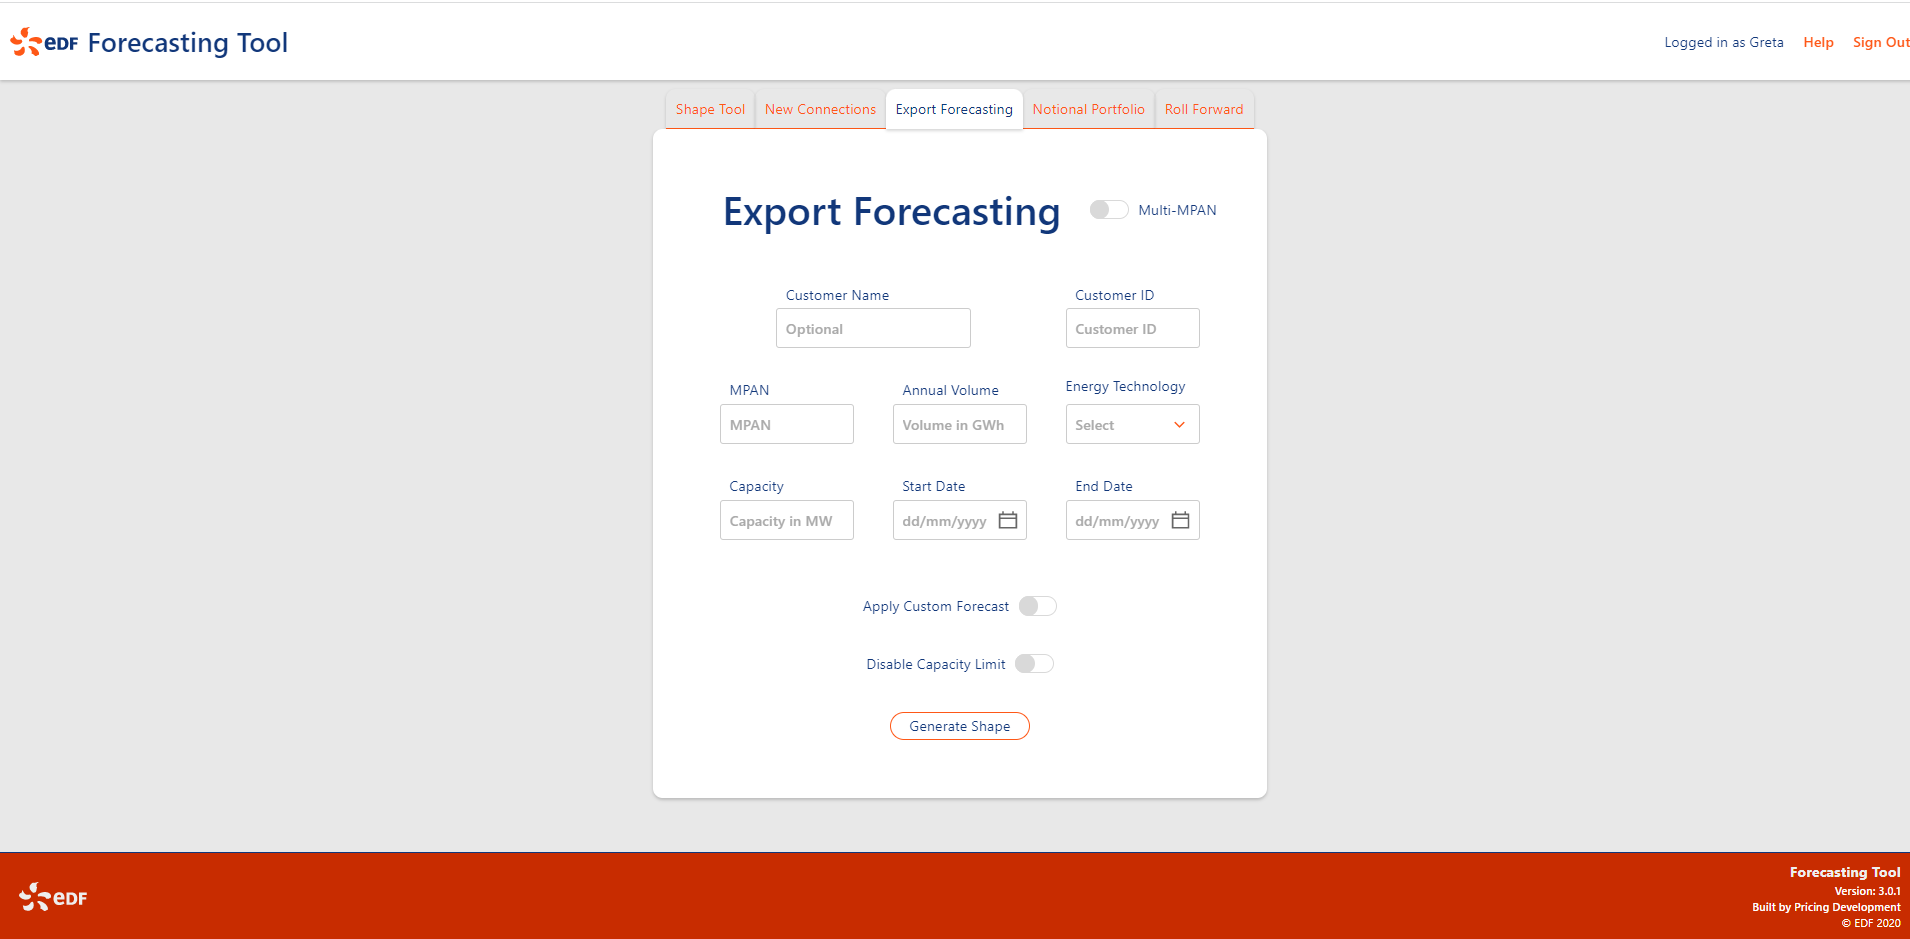 EDF Forecasting Tool
Logged in as Greta Help Sign Out
Shape Tool New Connections Export Forecasting Notional Portfolio Roll Forward
Export Forecasting Multi-MPAN
Customer Name Customer ID
Optional Customer ID
MPAN Annual Volume Energy Technology
MPAN Volume in GWh Select
Capacity Start Date End Date
Capacity in MW dd/mm/yyyy dd/mm/yyyy
Apply Custom Forecast
Disable Capacity Limit
Generate Shape
EDF
Forecasting Tool
Version: 3.0.1
Built by Pricing Development
© EDF 2020